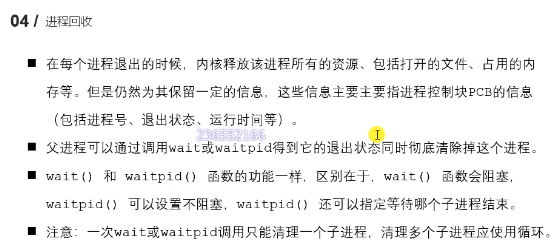 04 / 进程回收
■ 在每个进程退出的时候，内核释放该进程所有的资源、包括打开的文件、占用的内
存等。但是仍然为其保留一定的信息，这些信息主要主要指进程控制块PCB的信息
（包括进程号、退出状态、运行时间等）。
236552166
■ 父进程可以通过调用wait或waitpid得到它的退出状态同时彻底清除掉这个进程。
■ wait() 和 waitpid() 函数的功能一样，区别在于，wait() 函数会阻塞，
waitpid() 可以设置不阻塞，waitpid() 还可以指定等待哪个子进程结束。
■ 注意：一次wait或waitpid调用只能清理一个子进程，清理多个子进程应使用循环。